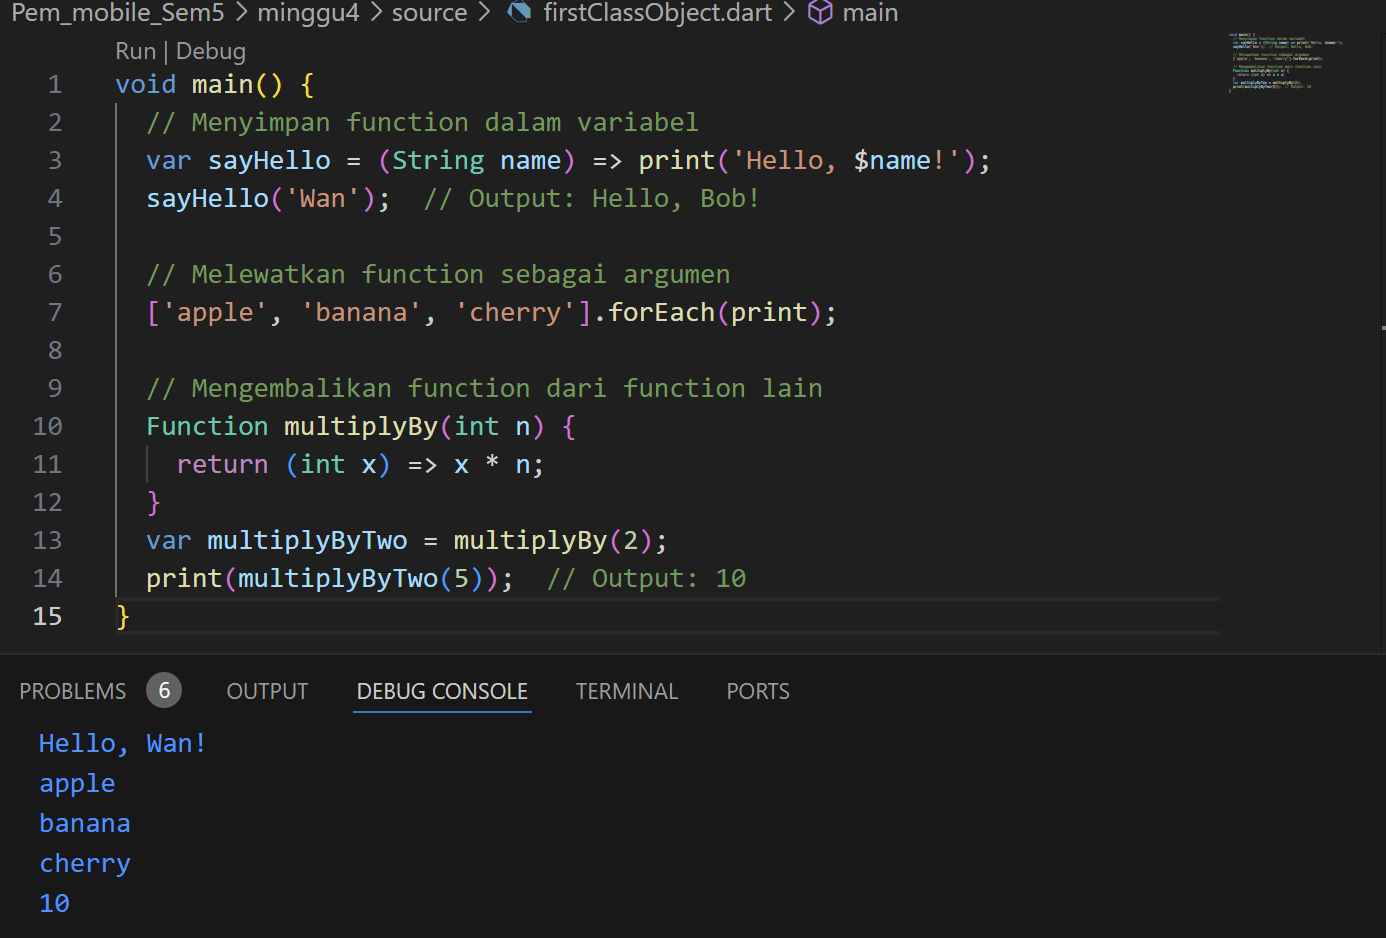 Pem_mobile_Sem5 > minggu4 > source > firstClassObject.dart > main
Run | Debug
1 void main() {
2 // Menyimpan function dalam variabel
3 var sayHello = (String name) => print('Hello, $name!');
4 sayHello('Wan'); // Output: Hello, Bob!
5
6 // Melewatkan function sebagai argumen
7 ['apple', 'banana', 'cherry'].forEach(print);
8
9 // Mengembalikan function dari function lain
10 Function multiplyBy(int n) {
11 return (int x) => x * n;
12 }
13 var multiplyByTwo = multiplyBy(2);
14 print(multiplyByTwo(5)); // Output: 10
15 }
PROBLEMS 6 OUTPUT DEBUG CONSOLE TERMINAL PORTS
Hello, Wan!
apple
banana
cherry
10